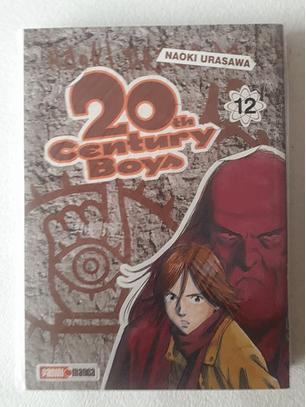 NAOKI URASAWA
20th
Century
Boys
12
PANINI manga